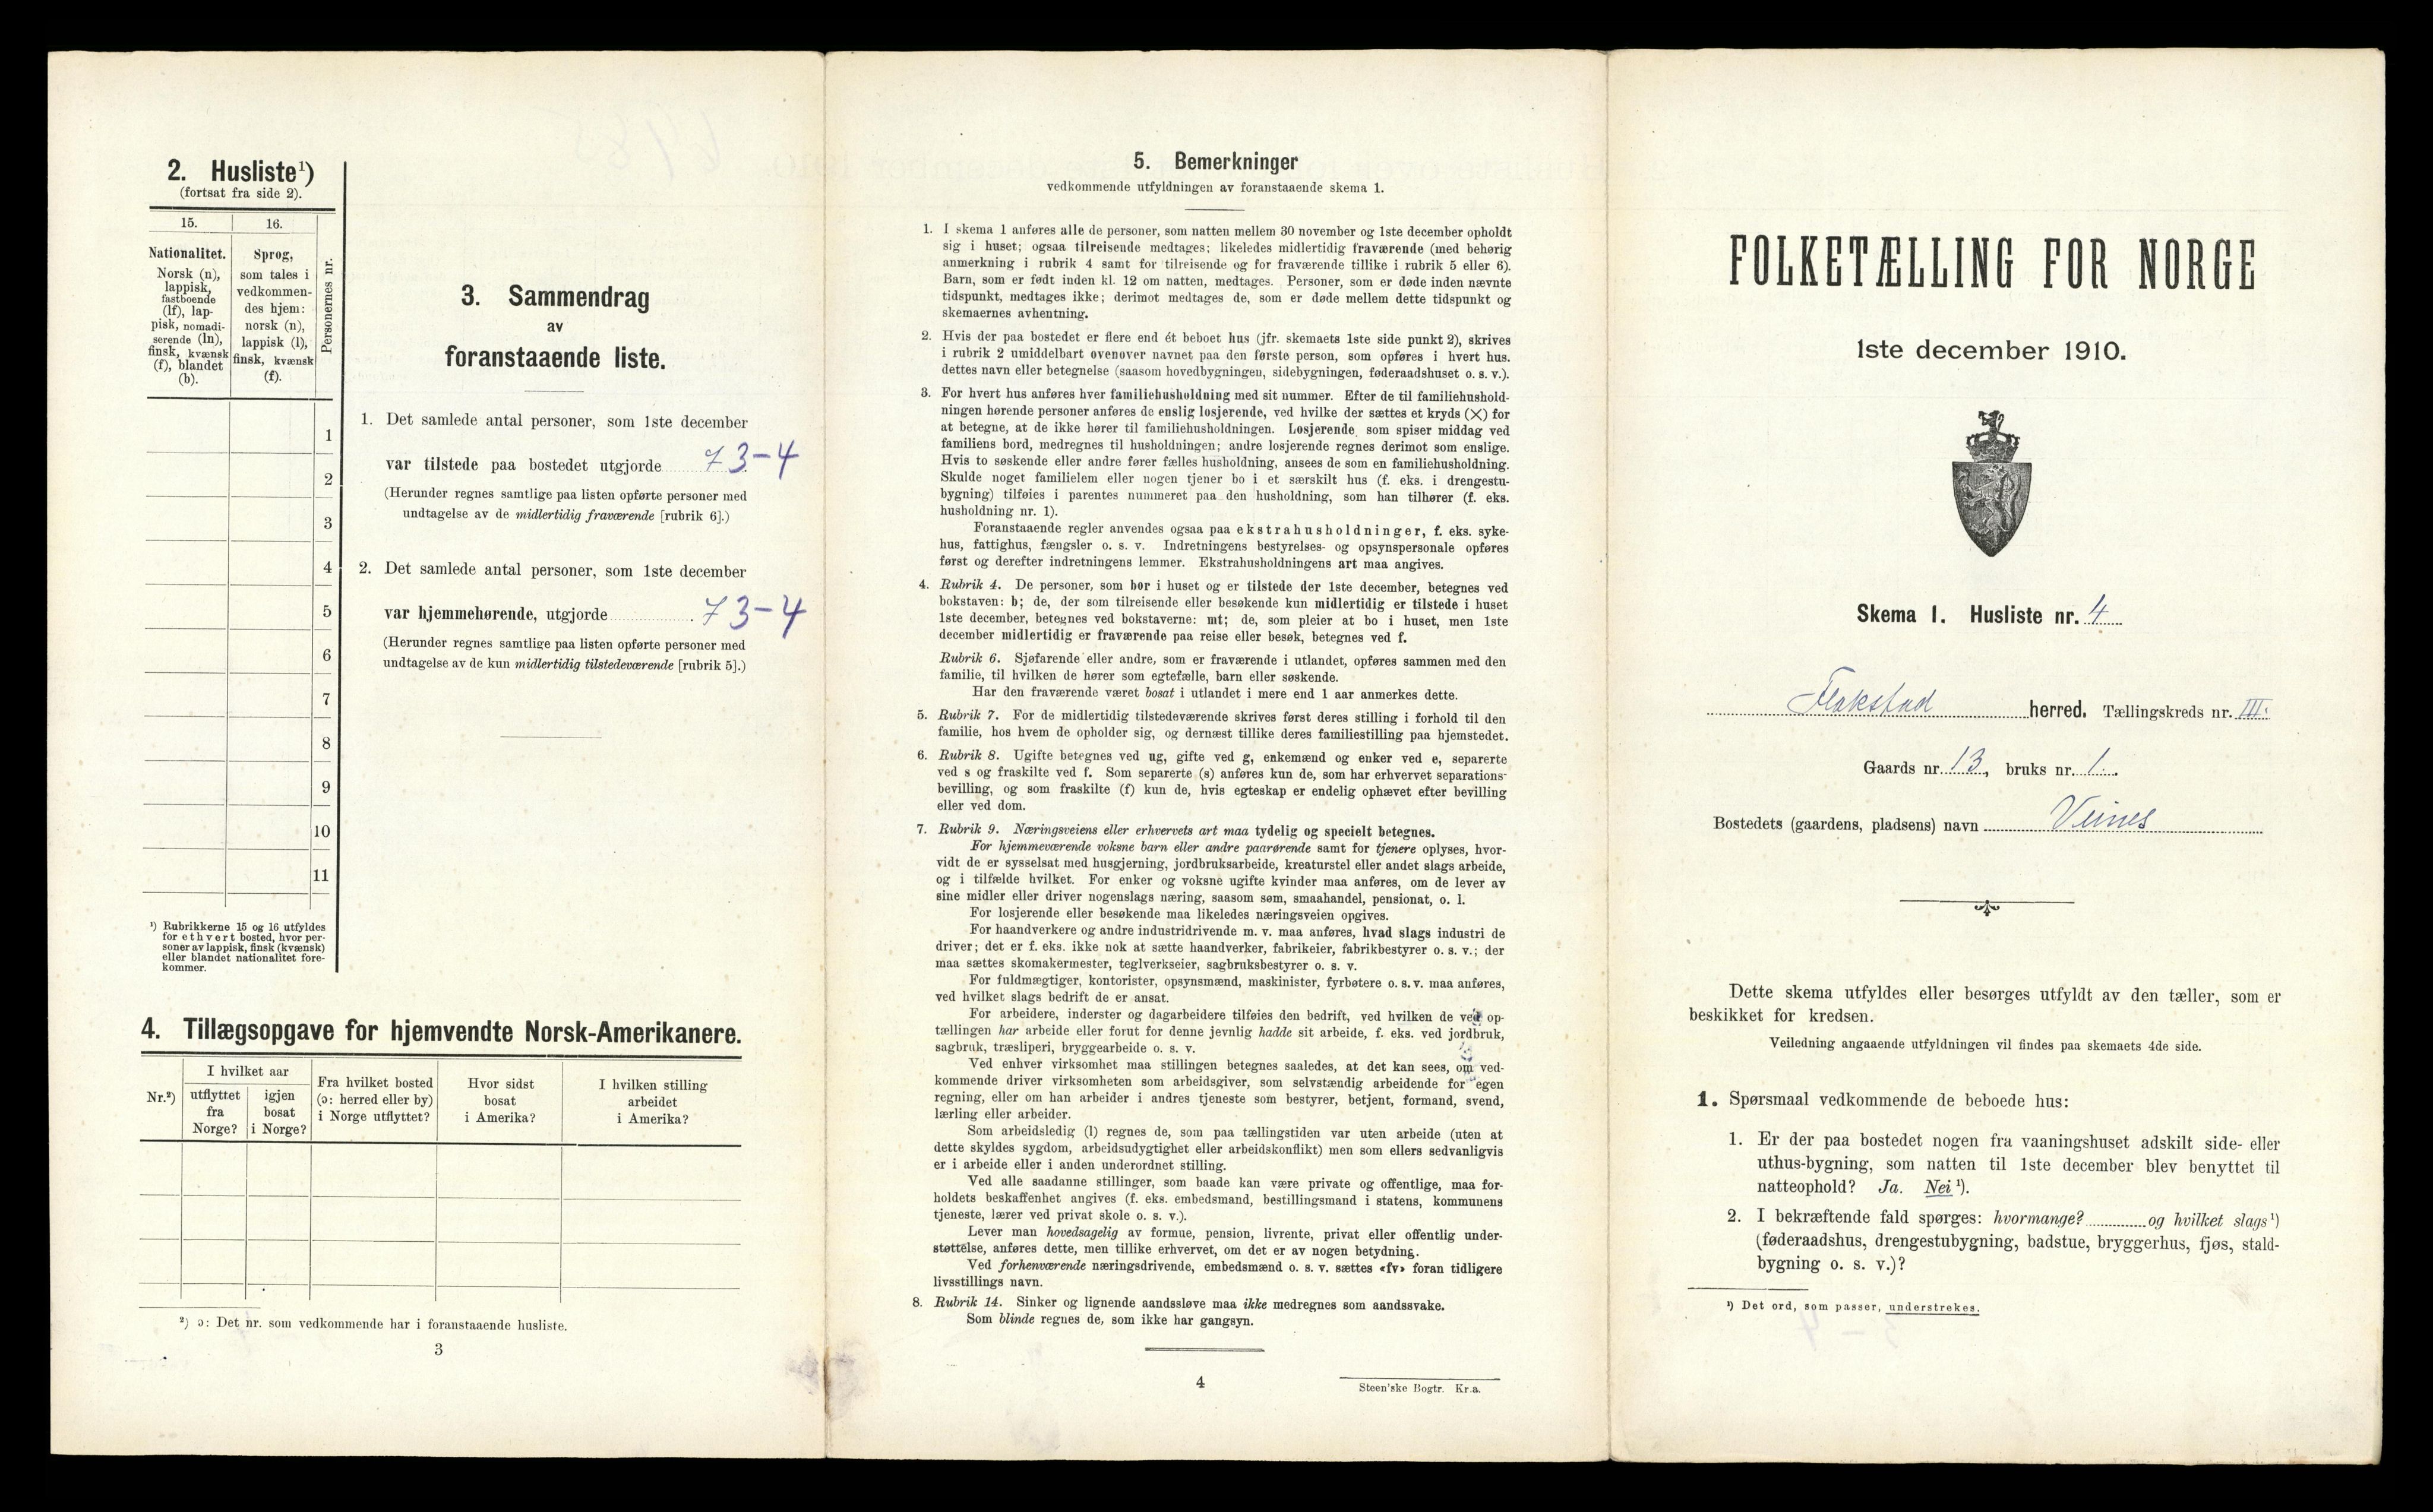 2. Husliste¹)
(fortsat fra side 2).
15.
16.
Personernes nr.
Nationalitet.
Norsk (n),
lappisk,
fastboende
(lf), lap-
pisk, nomadi-
serende (ln),
finsk, kvænsk
(f), blandet
(b).
Sprog,
som tales i
vedkommen-
des hjem:
norsk (n),
lappisk (l),
finsk, kvænsk
(f).
1
2
3
4
5
6
7
8
9
10
11
¹) Rubrikkerne 15 og 16 utfyldes
for ethvert bosted, hvor per-
soner av lappisk, finsk (kvænsk)
eller blandet nationalitet fore-
kommer.
3. Sammendrag
av
foranstaaende liste.
1. Det samlede antal personer, som 1ste december
var tilstede paa bostedet utgjorde 7 3-4
(Herunder regnes samtlige paa listen opførte personer med
undtagelse av de midlertidig fraværende [rubrik 6].)
2. Det samlede antal personer, som 1ste december
var hjemmehørende, utgjorde 7 3-4
(Herunder regnes samtlige paa listen opførte personer med
undtagelse av de kun midlertidig tilstedeværende [rubrik 5].)
4. Tillægsopgave for hjemvendte Norsk-Amerikanere.
Nr.²)
I hvilket aar
utflyttet
fra
Norge?
igjen
bosat
i Norge?
Fra hvilket bosted
(ɔ: herred eller by)
i Norge utflyttet?
Hvor sidst
bosat
i Amerika?
I hvilken stilling
arbeidet
i Amerika?
²) ɔ: Det nr. som vedkommende har i foranstaaende husliste.
3
5. Bemerkninger
vedkommende utfyldningen av foranstaaende skema 1.
1. I skema 1 anføres alle de personer, som natten mellem 30 november og 1ste december opholdt
sig i huset; ogsaa tilreisende medtages; likeledes midlertidig fraværende (med behørig
anmerkning i rubrik 4 samt for tilreisende og for fraværende tillike i rubrik 5 eller 6).
Barn, som er født inden kl. 12 om natten, medtages. Personer, som er døde inden nævnte
tidspunkt, medtages ikke; derimot medtages de, som er døde mellem dette tidspunkt og
skemaernes avhentning.
2. Hvis der paa bostedet er flere end ét beboet hus (jfr. skemaets 1ste side punkt 2), skrives
i rubrik 2 umiddelbart ovenover navnet paa den første person, som opføres i hvert hus.
dettes navn eller betegnelse (saasom hovedbygningen, sidebygningen, føderaadshuset o. s. v.).
3. For hvert hus anføres hver familiehusholdning med sit nummer. Efter de til familiehushold-
ningen hørende personer anføres de enslig losjerende, ved hvilke der sættes et kryds (×) for
at betegne, at de ikke hører til familiehusholdningen. Losjerende, som spiser middag ved
familiens bord, medregnes til husholdningen; andre losjerende regnes derimot som enslige.
Hvis to søskende eller andre fører fælles husholdning, ansees de som en familiehusholdning.
Skulde noget familielem eller nogen tjener bo i et særskilt hus (f. eks. i drengestu-
bygning) tilføies i parentes nummeret paa den husholdning, som han tilhører (f. eks.
husholdning nr. 1).
Foranstaaende regler anvendes ogsaa paa ekstrahusholdninger, f. eks. syke-
hus, fattighus, fængsler o. s. v. Indretningens bestyrelses- og opsynspersonale opføres
først og derefter indretningens lemmer. Ekstrahusholdningens art maa angives.
4. Rubrik 4. De personer, som bor i huset og er tilstede der 1ste december, betegnes ved
bokstaven: b; de, der som tilreisende eller besøkende kun midlertidig er tilstede i huset
1ste december, betegnes ved bokstaverne: mt; de, som pleier at bo i huset, men 1ste
december midlertidig er fraværende paa reise eller besøk, betegnes ved f.
Rubrik 6. Sjøfarende eller andre, som er fraværende i utlandet, opføres sammen med den
familie, til hvilken de hører som egtefælle, barn eller søskende.
Har den fraværende været bosat i utlandet i mere end 1 aar anmerkes dette.
5. Rubrik 7. For de midlertidig tilstedeværende skrives først deres stilling i forhold til den
familie, hos hvem de opholder sig, og dernæst tillike deres familiestilling paa hjemstedet.
6. Rubrik 8. Ugifte betegnes ved ug, gifte ved g, enkemænd og enker ved e, separerte
ved s og fraskilte ved f. Som separerte (s) anføres kun de, som har erhvervet separations-
bevilling, og som fraskilte (f) kun de, hvis egteskap er endelig ophævet efter bevilling
eller ved dom.
7. Rubrik 9. Næringsveiens eller erhvervets art maa tydelig og specielt betegnes.
For hjemmeværende voksne barn eller andre paarørende samt for tjenere oplyses, hvor-
vidt de er sysselsat med husgjerning, jordbruksarbeide, kreaturstel eller andet slags arbeide,
og i tilfælde hvilket. For enker og voksne ugifte kvinder maa anføres, om de lever av
sine midler eller driver nogenslags næring, saasom søm, smaahandel, pensionat, o. l.
For losjerende eller besøkende maa likeledes næringsveien opgives.
For haandverkere og andre industridrivende m. v. maa anføres, hvad slags industri de
driver; det er f. eks. ikke nok at sætte haandverker, fabrikeier, fabrikbestyrer o. s. v.; der
maa sættes skomakermester, teglverkseier, sagbruksbestyrer o. s. v.
For fuldmægtiger, kontorister, opsynsmænd, maskinister, fyrbøtere o. s. v. maa anføres,
ved hvilket slags bedrift de er ansat.
For arbeidere, inderster og dagarbeidere tilføies den bedrift, ved hvilken de ved op-
tællingen har arbeide eller forut for denne jevnlig hadde sit arbeide, f. eks. ved jordbruk,
sagbruk, træsliperi, bryggearbeide o. s. v.
Ved enhver virksomhet maa stillingen betegnes saaledes, at det kan sees, om ved-
kommende driver virksomheten som arbeidsgiver, som selvstændig arbeidende for egen
regning, eller om han arbeider i andres tjeneste som bestyrer, betjent, formand, svend,
lærling eller arbeider.
Som arbeidsledig (l) regnes de, som paa tællingstiden var uten arbeide (uten at
dette skyldes sygdom, arbeidsudygtighet eller arbeidskonflikt) men som ellers sedvanligvis
er i arbeide eller i anden underordnet stilling.
Ved alle saadanne stillinger, som baade kan være private og offentlige, maa for-
holdets beskaffenhet angives (f. eks. embedsmand, bestillingsmand i statens, kommunens
tjeneste, lærer ved privat skole o. s. v.).
Lever man hovedsagelig av formue, pension, livrente, privat eller offentlig under-
støttelse, anføres dette, men tillike erhvervet, om det er av nogen betydning.
Ved forhenværende næringsdrivende, embedsmænd o. s. v. sættes «fv» foran tidligere
livsstillings navn.
8. Rubrik 14. Sinker og lignende aandssløve maa ikke medregnes som aandssvake.
Som blinde regnes de, som ikke har gangsyn.
4
Steen'ske Bogtr. Kr.a.
FOLKETÆLLING FOR NORGE
1ste december 1910.
Skema 1. Husliste nr. 4
Flakstad herred. Tællingskreds nr. III.
Gaards nr. 13, bruks nr. 1.
Bostedets (gaardens, pladsens) navn Veines
Dette skema utfyldes eller besørges utfyldt av den tæller, som er
beskikket for kredsen.
Veiledning angaaende utfyldningen vil findes paa skemaets 4de side.
1. Spørsmaal vedkommende de beboede hus:
1. Er der paa bostedet nogen fra vaaningshuset adskilt side- eller
uthus-bygning, som natten til 1ste december blev benyttet til
natteophold? Ja. Nei ¹).
2. I bekræftende fald spørges: hvormange? og hvilket slags ¹)
(føderaadshus, drengestubygning, badstue, bryggerhus, fjøs, stald-
bygning o. s. v.)?
¹) Det ord, som passer, understrekes.